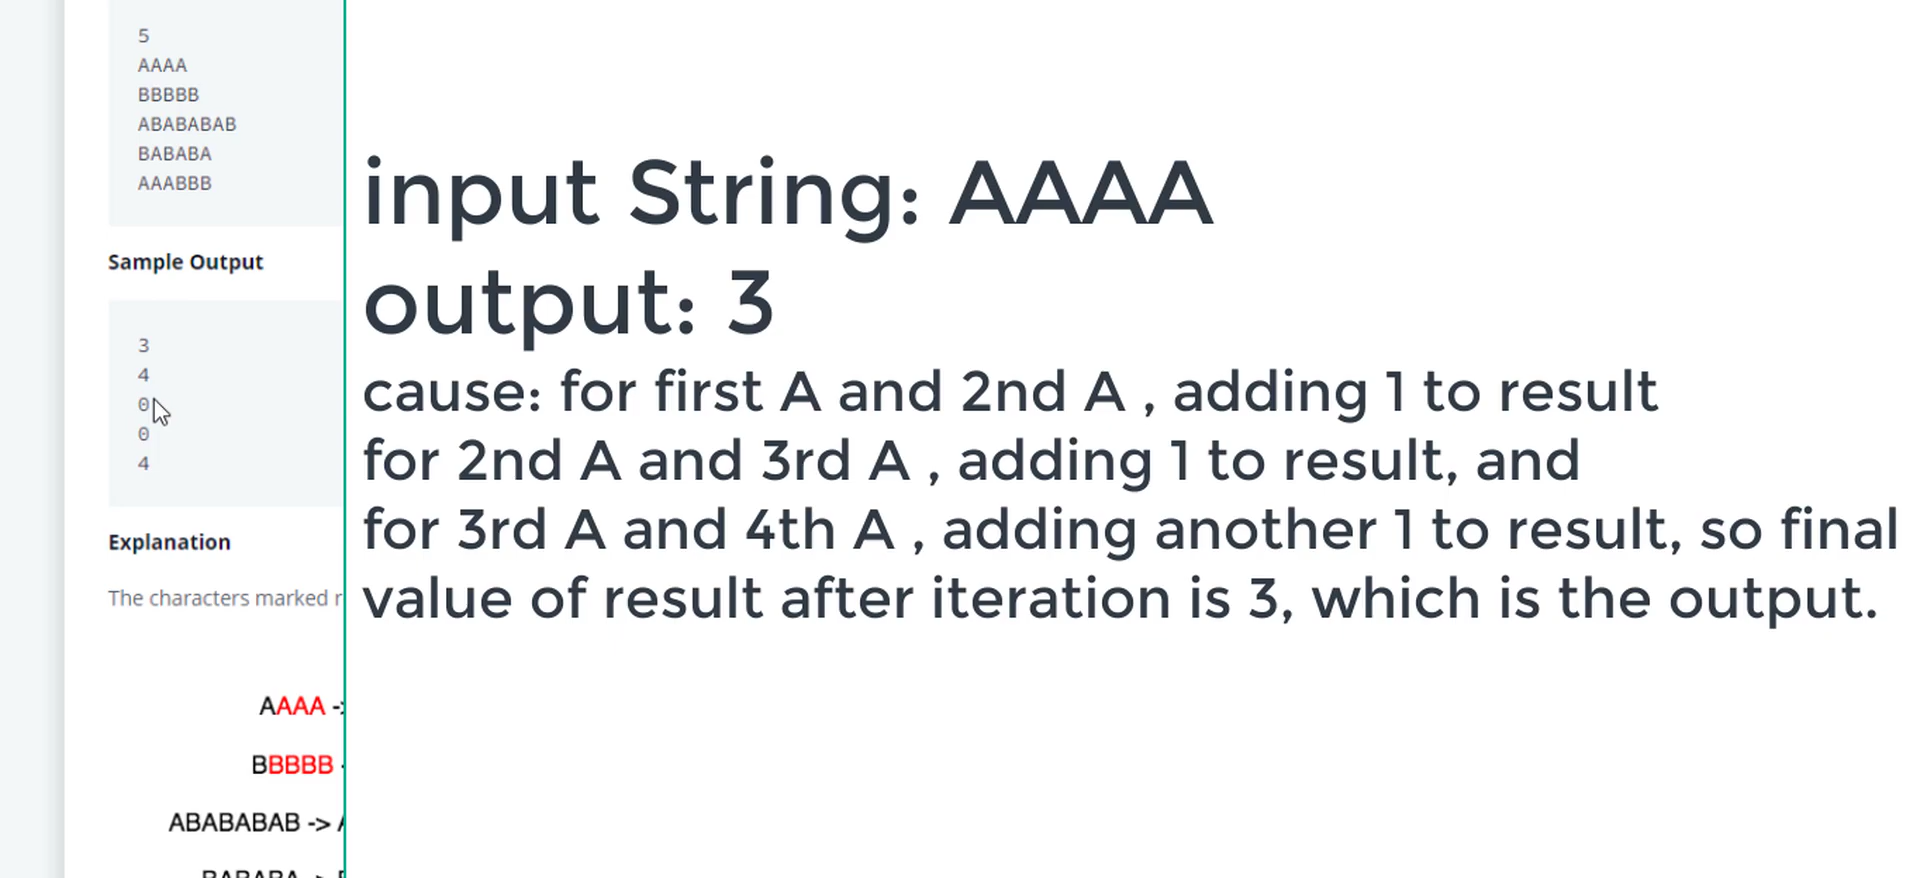 5
AAAA
BBBBB
ABABABAB
BABABA
AAABBB
Sample Output
3
4
0
0
4
Explanation
The characters marked r
AAAA ->
BBBBB -
ABABABAB ->
BABABA ->
input String: AAAA
output: 3
cause: for first A and 2nd A , adding 1 to result
for 2nd A and 3rd A , adding 1 to result, and
for 3rd A and 4th A , adding another 1 to result, so final
value of result after iteration is 3, which is the output.